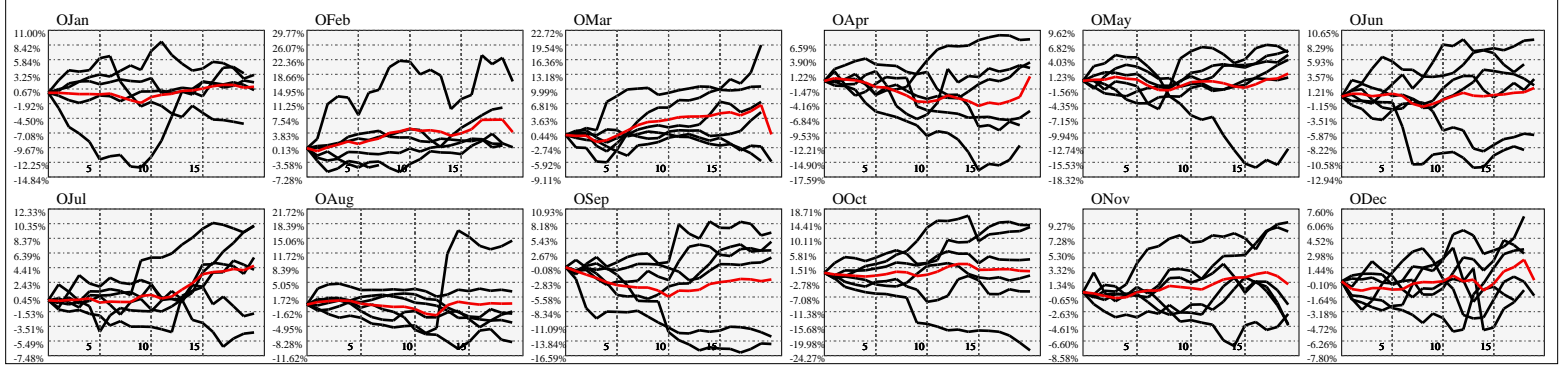 OJan OFeb OMar OApr OMay OJun
11.00% 29.77% 22.72% 6.59% 9.62% 10.65%
8.42% 26.07% 19.54% 3.90% 6.82% 8.29%
5.84% 22.36% 16.36% 1.22% 4.03% 5.93%
3.25% 18.66% 13.18% -1.47% 1.23% 3.57%
0.67% 14.95% 9.99% -4.16% -1.56% 1.21%
-1.92% 11.25% 6.81% -6.84% -4.35% -1.15%
-4.50% 7.54% 3.63% -9.53% -7.15% -3.51%
-7.08% 3.83% 0.44% -12.21% -9.94% -5.87%
-9.67% 0.13% -2.74% -14.90% -12.74% -8.22%
-12.25% -3.58% -5.92% -17.59% -15.53% -10.58%
-14.84% -7.28% -9.11% -18.32% -12.94%
5 10 15 5 10 15 5 10 15 5 10 15 5 10 15 5 10 15
OJul OAug OSep OOct ONov ODec
12.33% 21.72% 10.93% 18.71% 9.27% 7.60%
10.35% 18.39% 8.18% 14.41% 7.28% 6.06%
8.37% 15.06% 5.43% 10.11% 5.30% 4.52%
6.39% 11.72% 2.67% 5.81% 3.32% 2.98%
4.41% 8.39% -0.08% 1.51% 1.34% 1.44%
2.43% 5.05% -2.83% -2.78% -0.65% -0.10%
0.45% 1.72% -5.58% -7.08% -2.63% -1.64%
-1.53% -1.62% -8.34% -11.38% -4.61% -3.18%
-3.51% -4.95% -11.09% -15.68% -6.60% -4.72%
-5.49% -8.28% -13.84% -19.98% -8.58% -6.26%
-7.48% -11.62% -16.59% -24.27% -7.80%
5 10 15 5 10 15 5 10 15 5 10 15 5 10 15 5 10 15